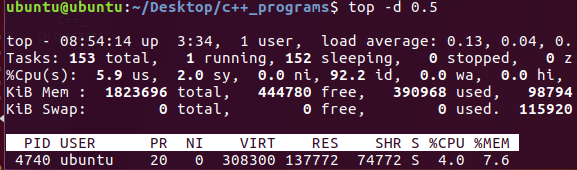 ubuntu@ubuntu:~/Desktop/c++_programs$ top -d 0.5
top - 08:54:14 up  3:34,  1 user,  load average: 0.13, 0.04, 0.
Tasks: 153 total,   1 running, 152 sleeping,   0 stopped,   0 z
%Cpu(s):  5.9 us,  2.0 sy,  0.0 ni, 92.2 id,  0.0 wa,  0.0 hi,
KiB Mem :  1823696 total,   444780 free,   390968 used,   98794
KiB Swap:        0 total,        0 free,        0 used.  115920
PID USER      PR  NI    VIRT    RES    SHR S %CPU %MEM
4740 ubuntu    20   0  308300 137772  74772 S  4.0  7.6